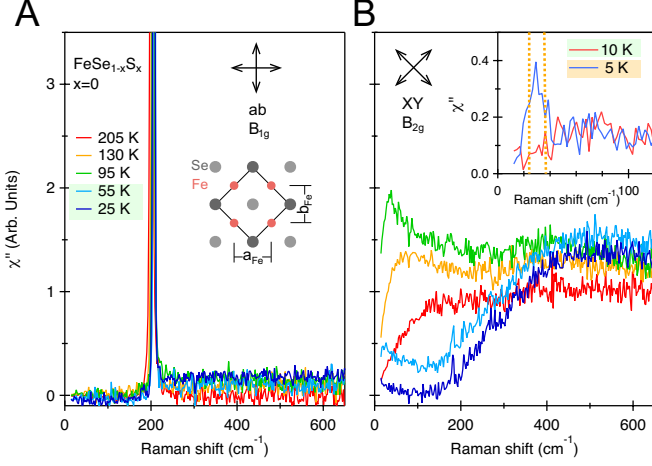 A
FeSe1-xSx
x=0
205 K
130 K
95 K
55 K
25 K
ab
B1g
Se
Fe
bFe
aFe
3
2
1
0
χ'' (Arb. Units)
0
200
400
600
Raman shift (cm-1)
B
XY
B2g
0.4
0.2
0.0
χ''
10 K
5 K
0
Raman shift (cm-1)
100
0
200
400
600
Raman shift (cm-1)